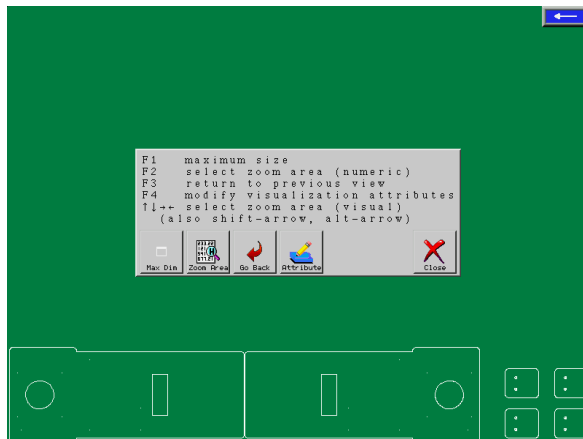 F1 maximum size
F2 select zoom area (numeric)
F3 return to previous view
F4 modify visualization attributes
↑↓→← select zoom area (visual)
(also shift-arrow, alt-arrow)
Max Dim Zoom Area Go Back Attribute Close